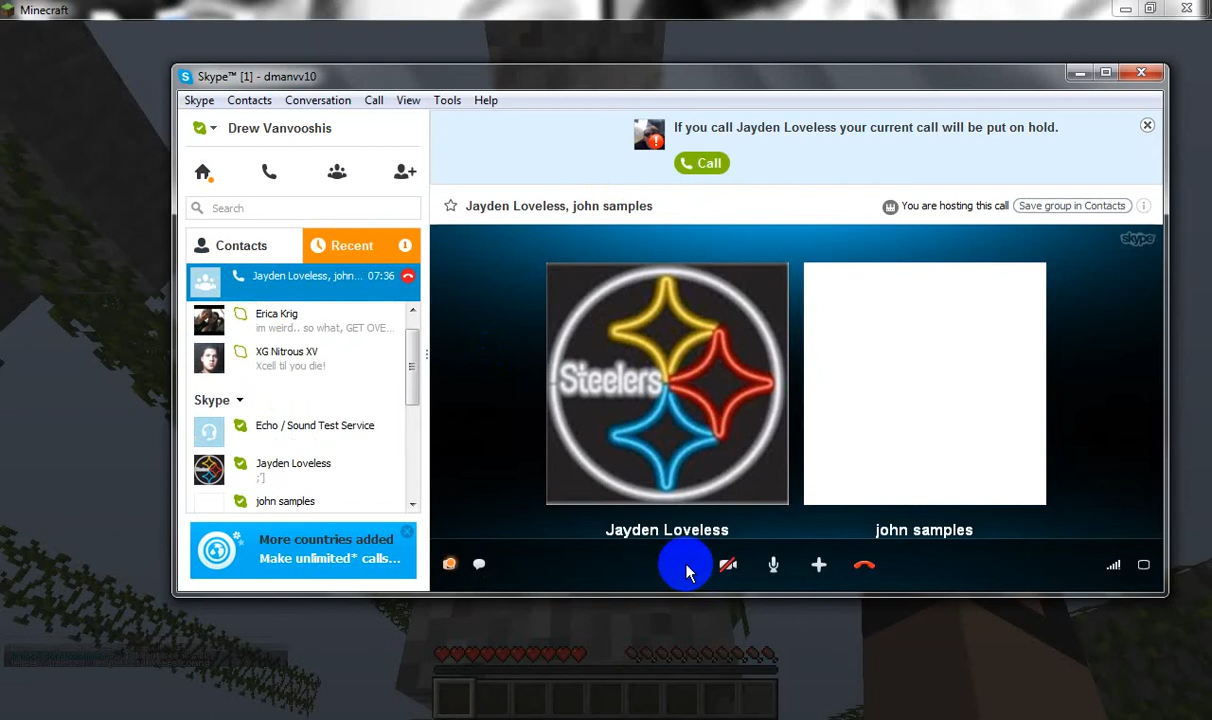 Minecraft
Skype™ [1] - dmanvv10
Skype Contacts Conversation Call View Tools Help
Drew Vanvooshis
If you call Jayden Loveless your current call will be put on hold.
Call
Search
Jayden Loveless, john samples
You are hosting this call
Save group in Contacts
Contacts
Recent 1
skype
Jayden Loveless, john... 07:36
Erica Krig
im weird.. so what, GET OVE...
XG Nitrous XV
Xcell til you die!
Skype
Echo / Sound Test Service
Jayden Loveless
;']
john samples
Steelers
Jayden Loveless
john samples
More countries added
Make unlimited* calls...